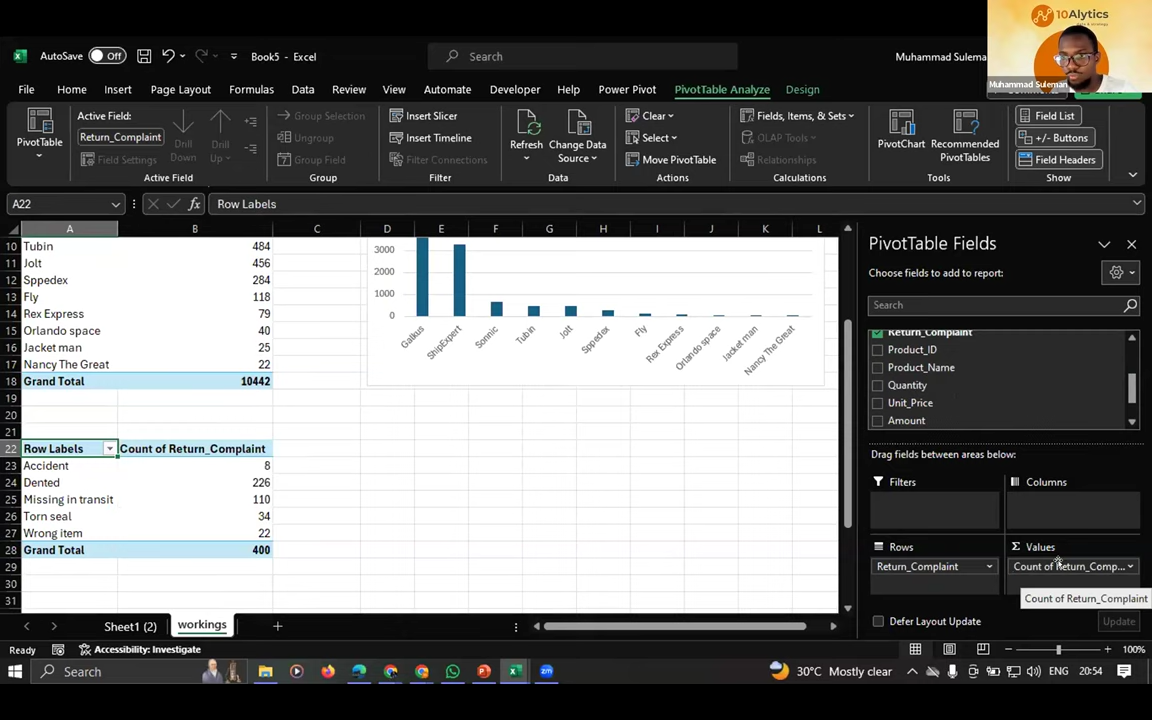 10Alytics
Muhammad Suleman
AutoSave
Off
Book5 - Excel
Search
Muhammad Sulema
File
Home
Insert
Page Layout
Formulas
Data
Review
View
Automate
Developer
Help
Power Pivot
PivotTable Analyze
Design
PivotTable
Active Field:
Return_Complaint
Field Settings
Drill Down
Drill Up
Active Field
Group Selection
Ungroup
Group Field
Group
Insert Slicer
Insert Timeline
Filter Connections
Filter
Refresh
Change Data Source
Data
Clear
Select
Move PivotTable
Actions
Fields, Items, & Sets
OLAP Tools
Relationships
Calculations
PivotChart
Recommended PivotTables
Tools
Field List
+/- Buttons
Field Headers
Show
A22
fx
Row Labels
A B C D E F G H I J K L
10 Tubin 484
11 Jolt 456
12 Sppedex 284
13 Fly 118
14 Rex Express 79
15 Orlando space 40
16 Jacket man 25
17 Nancy The Great 22
18 Grand Total 10442
19
20
21
22 Row Labels Count of Return_Complaint
23 Accident 8
24 Dented 226
25 Missing in transit 110
26 Torn seal 34
27 Wrong item 22
28 Grand Total 400
29
30
31
3000
2000
1000
0
Gakus
ShipExpert
Sonnic
Tubin
Jolt
Sppedex
Fly
Rex Express
Orlando space
Jacket man
Nancy The Great
PivotTable Fields
Choose fields to add to report:
Search
Return_Complaint
Product_ID
Product_Name
Quantity
Unit_Price
Amount
Drag fields between areas below:
Filters
Columns
Rows
Values
Return_Complaint
Count of Return_Comp...
Count of Return_Complaint
Defer Layout Update
Update
Sheet1 (2)
workings
Ready
Accessibility: Investigate
100%
Search
30°C Mostly clear
ENG
20:54